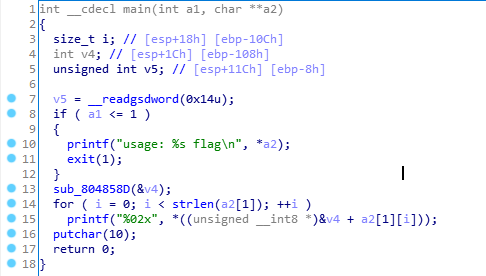 1 int __cdecl main(int a1, char **a2)
2 {
3 size_t i; // [esp+18h] [ebp-10Ch]
4 int v4; // [esp+1Ch] [ebp-108h]
5 unsigned int v5; // [esp+11Ch] [ebp-8h]
6
7 v5 = __readgsdword(0x14u);
8 if ( a1 <= 1 )
9 {
10 printf("usage: %s flag\n", *a2);
11 exit(1);
12 }
13 sub_804858D(&v4);
14 for ( i = 0; i < strlen(a2[1]); ++i )
15 printf("%02x", *((unsigned __int8 *)&v4 + a2[1][i]));
16 putchar(10);
17 return 0;
18 }